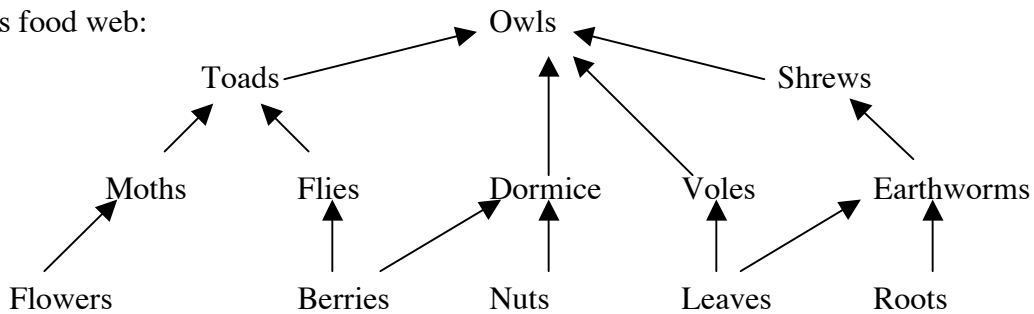 s food web:
Owls
Toads
Shrews
Moths
Flies
Dormice
Voles
Earthworms
Flowers
Berries
Nuts
Leaves
Roots